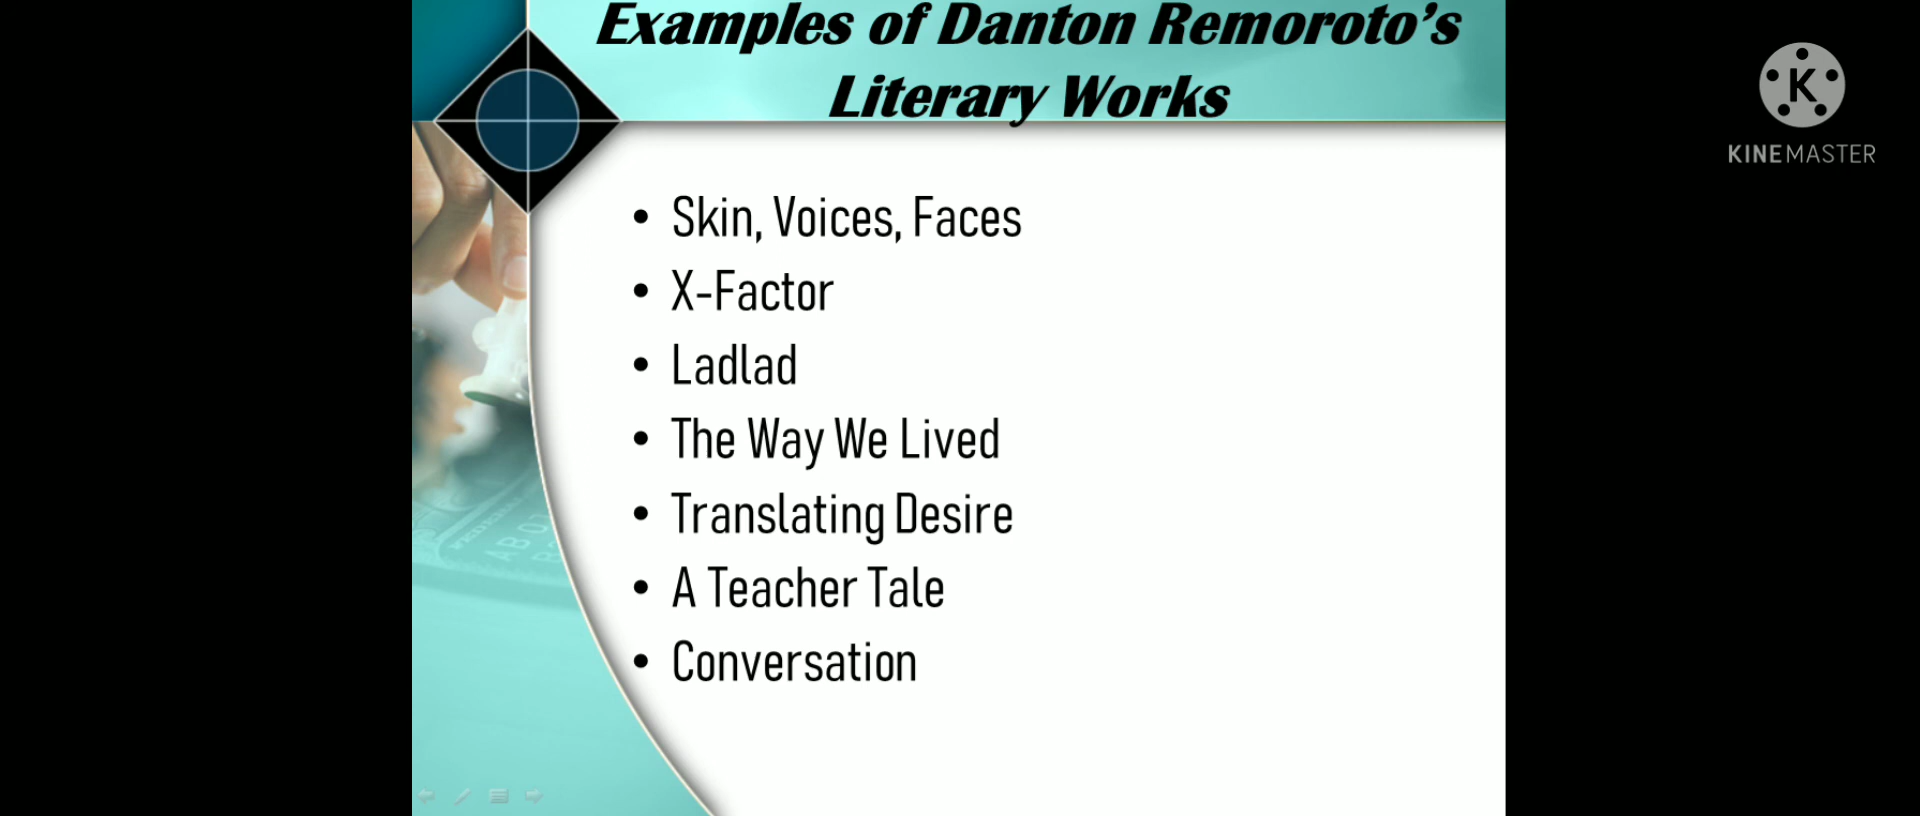 Examples of Danton Remoroto's
Literary Works
K
KINEMASTER
• Skin, Voices, Faces
• X-Factor
• Ladlad
• The Way We Lived
• Translating Desire
• A Teacher Tale
• Conversation